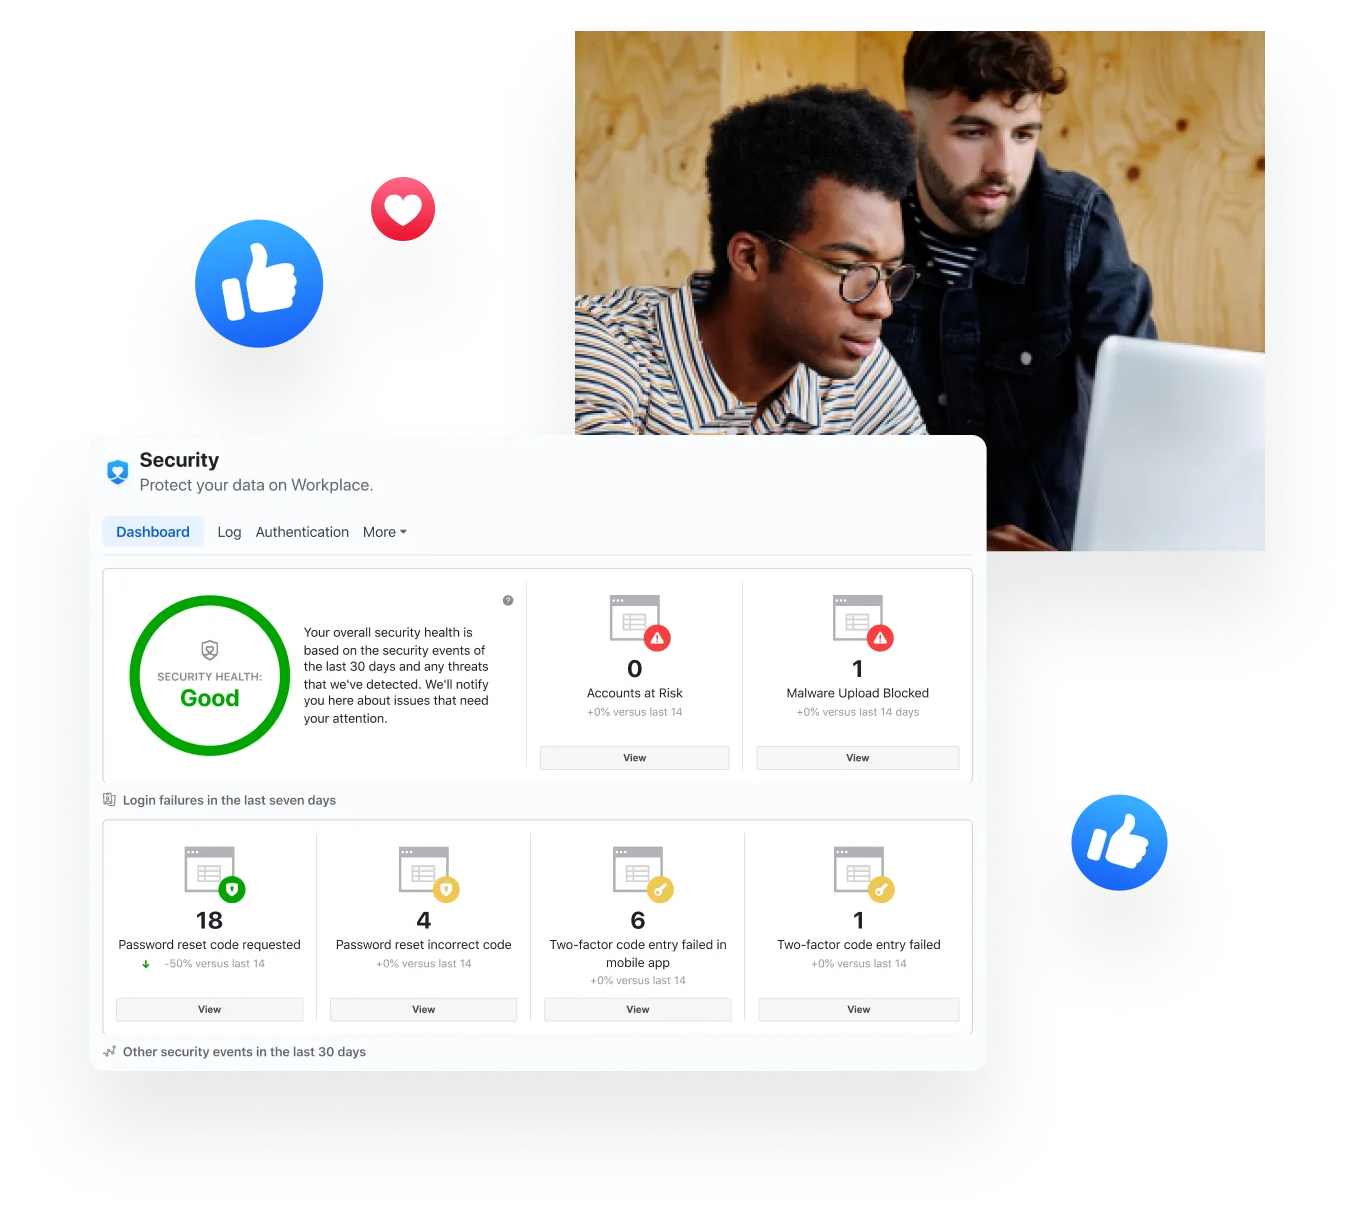 Security
Protect your data on Workplace.
Dashboard
Log
Authentication
More
SECURITY HEALTH:
Good
Your overall security health is
based on the security events of
the last 30 days and any threats
that we've detected. We'll notify
you here about issues that need
your attention.
?
0
Accounts at Risk
+0% versus last 14
View
1
Malware Upload Blocked
+0% versus last 14 days
View
Login failures in the last seven days
18
Password reset code requested
-50% versus last 14
View
4
Password reset incorrect code
+0% versus last 14
View
6
Two-factor code entry failed in
mobile app
+0% versus last 14
View
1
Two-factor code entry failed
+0% versus last 14
View
Other security events in the last 30 days